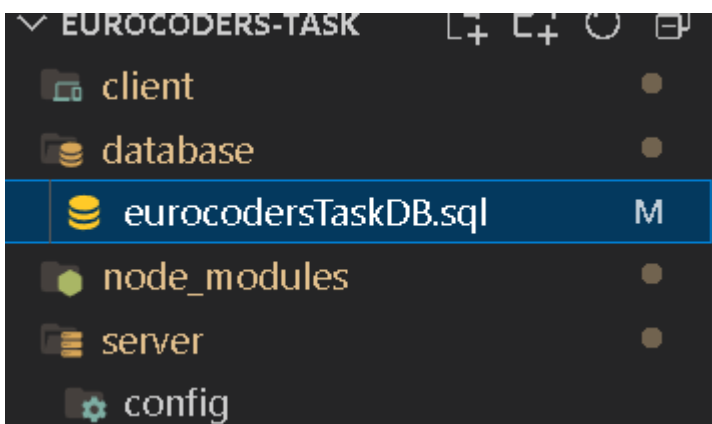 EUROCODERS-TASK
client
database
eurocodersTaskDB.sql M
node_modules
server
config